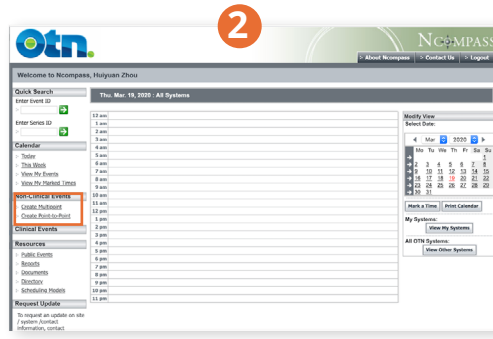 2
Otn.
NCOMPASS
> About Ncompass > Contact Us > Logout
Welcome to Ncompass, Huiyuan Zhou
Quick Search
Enter Event ID
Enter Series ID
Calendar
Today
This Week
View My Events
View My Marked Times
Non-Clinical Events
Create Multipoint
Create Point-to-Point
Clinical Events
Resources
Public Events
Reports
Documents
Directory
Scheduling Models
Request Update
To request an update on site
/ system /contact
information, contact
Thu. Mar. 19, 2020 : All Systems
12 am
1 am
2 am
3 am
4 am
5 am
6 am
7 am
8 am
9 am
10 am
11 am
12 pm
1 pm
2 pm
3 pm
4 pm
5 pm
6 pm
7 pm
8 pm
9 pm
10 pm
11 pm
Modify View
Select Date:
Mar 2020
Mo Tu We Th Fr Sa Su
1
2 3 4 5 6 7 8
9 10 11 12 13 14 15
16 17 18 19 20 21 22
23 24 25 26 27 28 29
30 31
Mark a Time Print Calendar
My Systems:
View My Systems
All OTN Systems:
View Other Systems